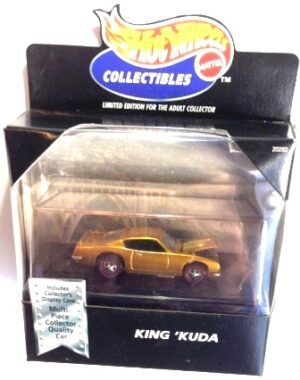 HOT WHEELS
MATTEL
COLLECTIBLES
TM
LIMITED EDITION FOR THE ADULT COLLECTOR
20282
Includes
Collector's
Display Case
Multi-
Piece
Collector
Quality
Car
KING 'KUDA